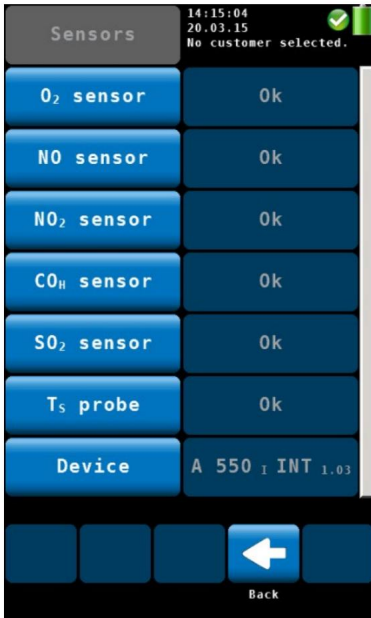 Sensors
14:15:04
20.03.15
No customer selected.
O₂ sensor Ok
NO sensor Ok
NO₂ sensor Ok
COH sensor Ok
SO₂ sensor Ok
TS probe Ok
Device A 550 I INT 1.03
Back